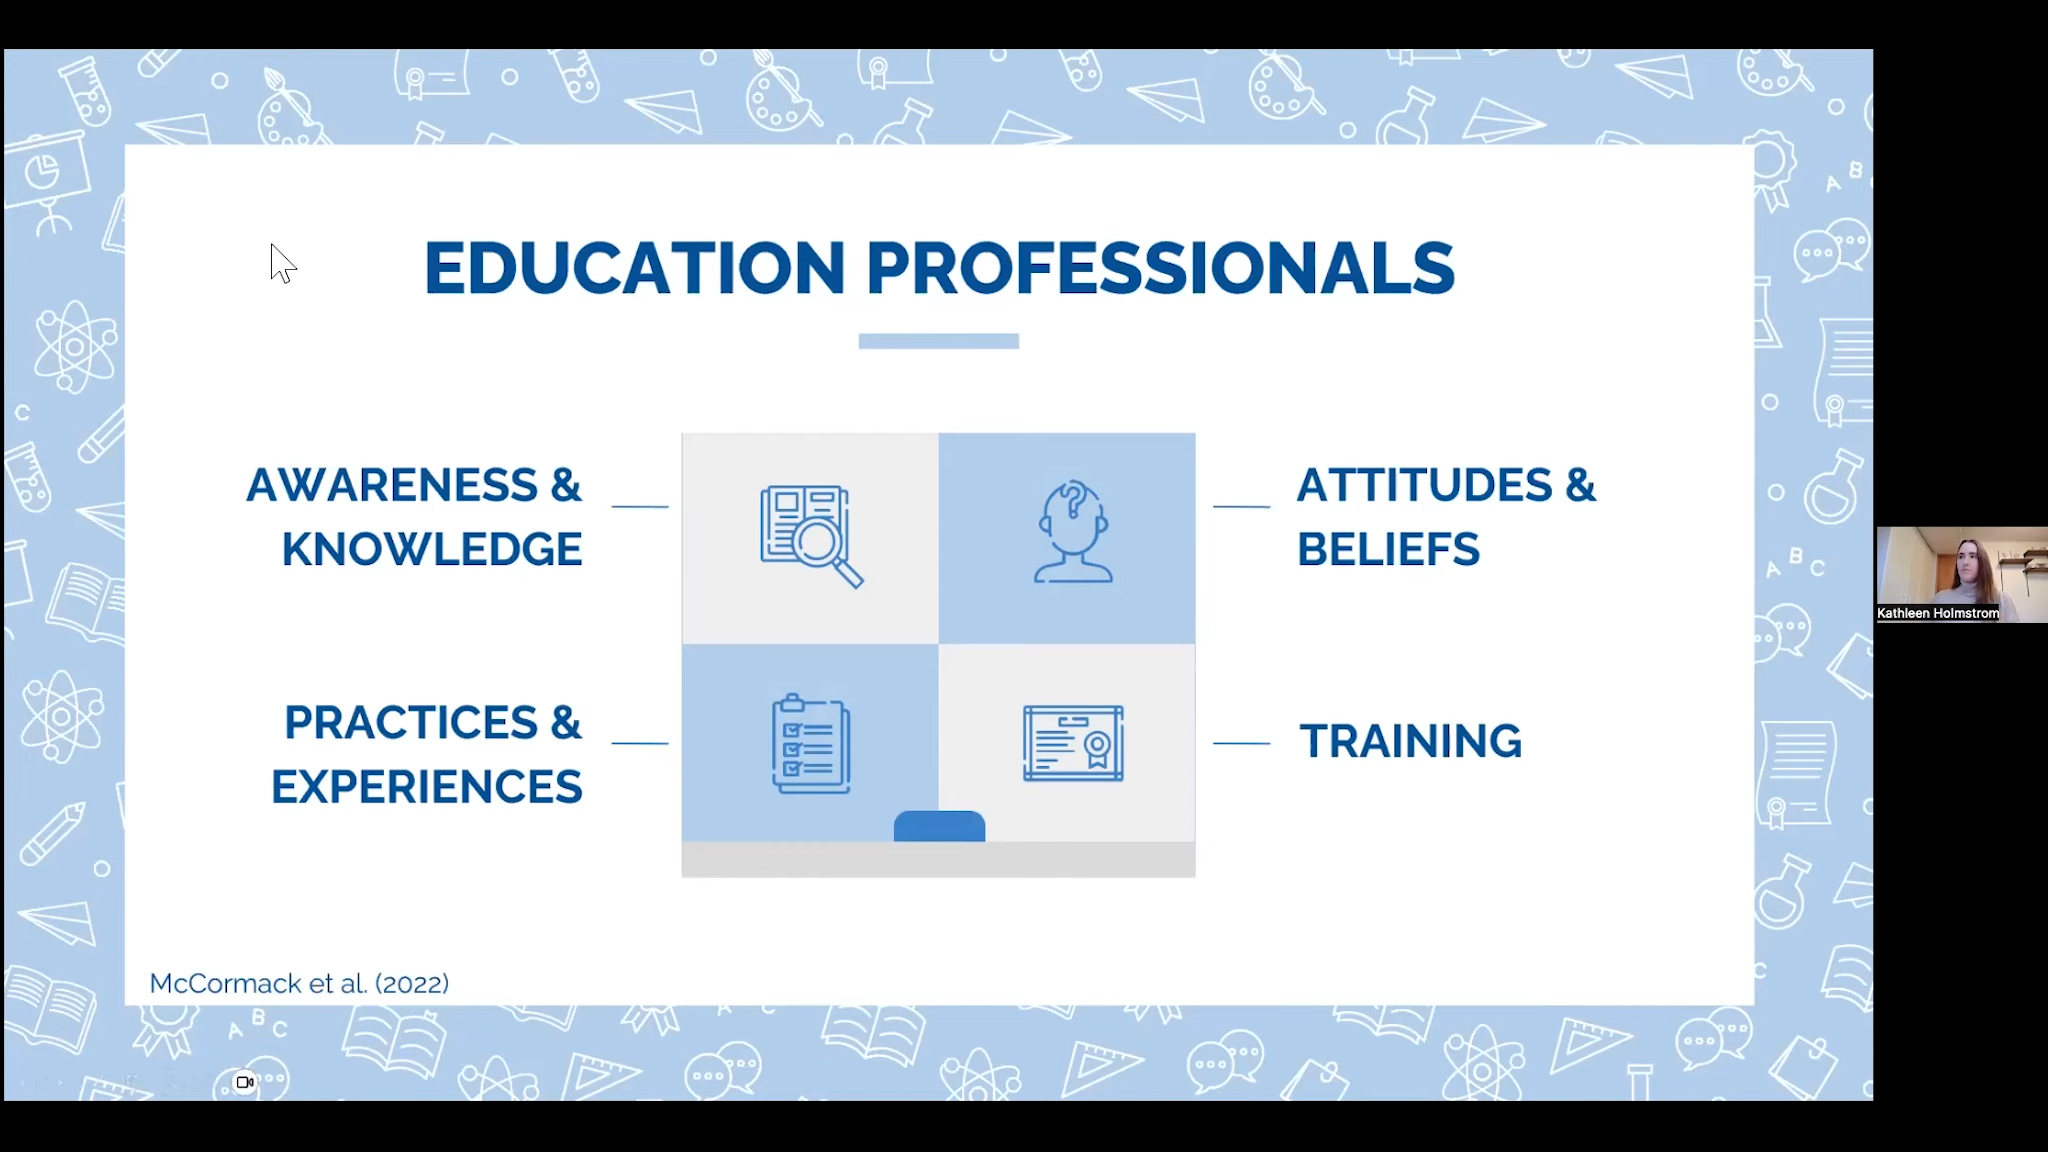 EDUCATION PROFESSIONALS
AWARENESS &
KNOWLEDGE
ATTITUDES &
BELIEFS
PRACTICES &
EXPERIENCES
TRAINING
McCormack et al. (2022)
Kathleen Holmstrom
A B C
A B
A B C
A B C
C
C